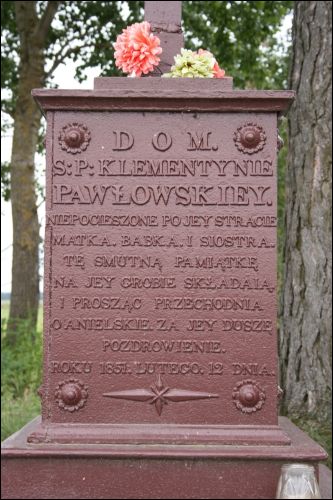 D O M.
S: P: KLEMENTYNIE
PAWŁOWSKIEY.
NIEPOCIESZONE PO JEY STRACIE
MATKA. BABKA. I SIOSTRA.
TĘ SMUTNĄ PAMIĄTKĘ
NA JEY GROBIE SKŁADAIĄ,
I PROSZĄC PRZECHODNIA
O ANIELSKIE ZA JEY DUSZE
POZDROWIENIE.
ROKU 1851. LUTEGO. 12 DNIA.